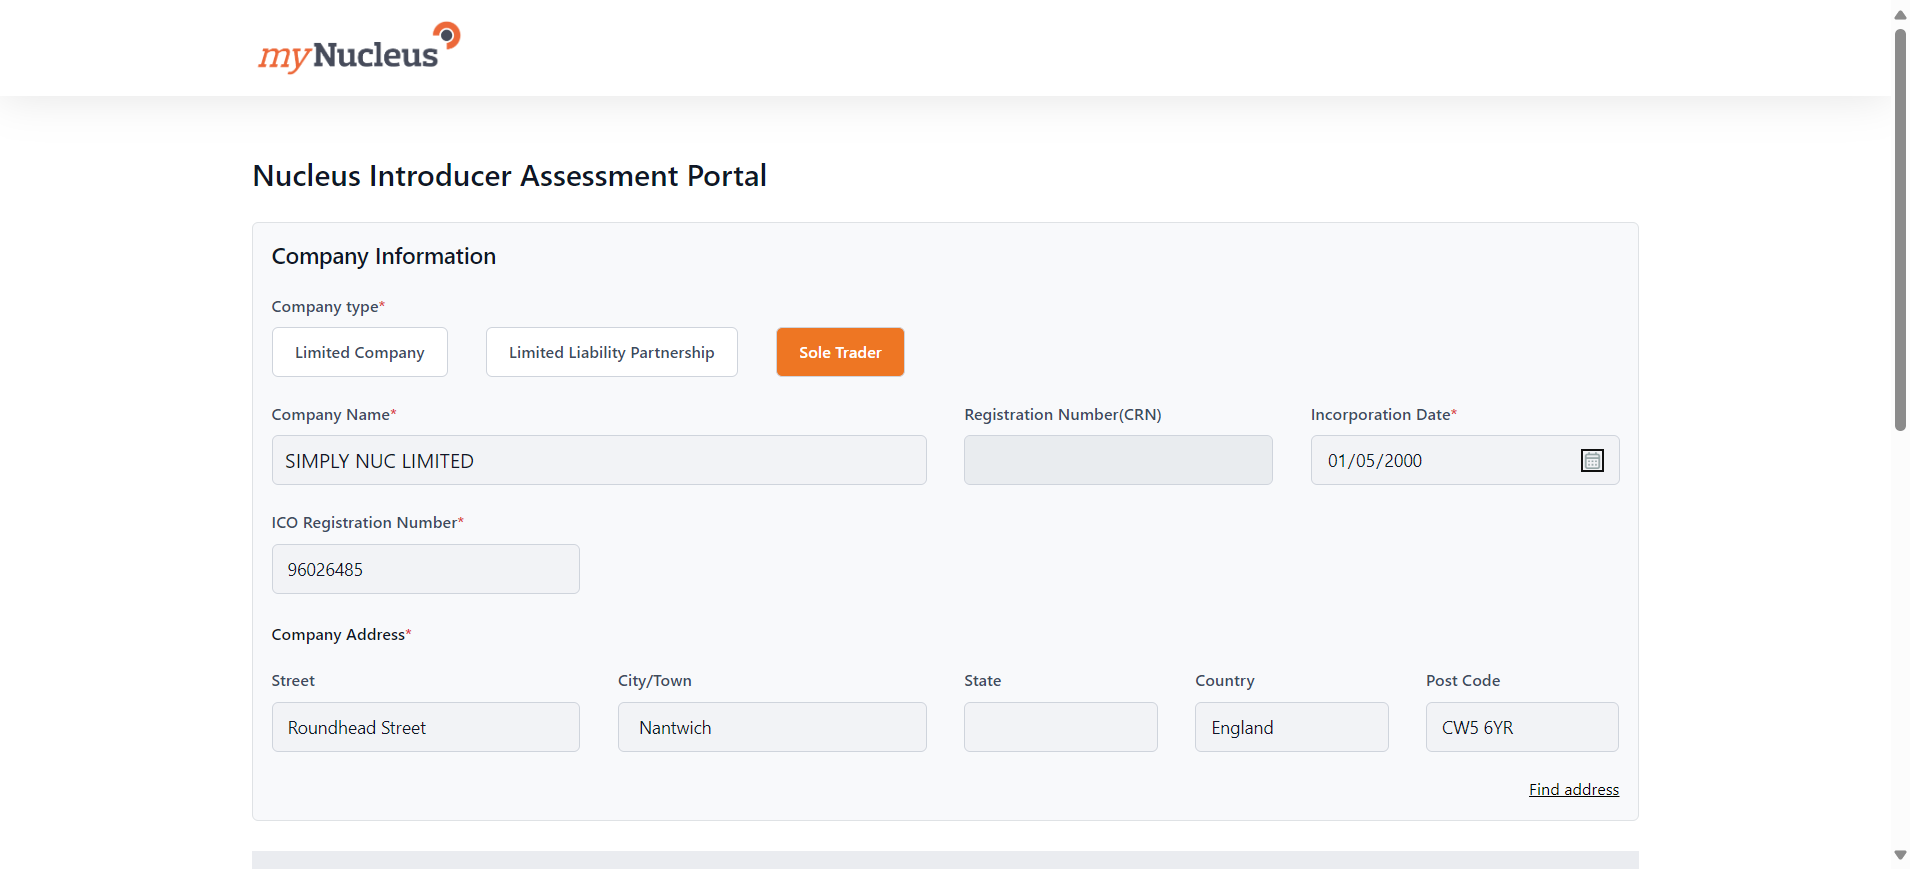 myNucleus
Nucleus Introducer Assessment Portal
Company Information
Company type*
Limited Company
Limited Liability Partnership
Sole Trader
Company Name*
Registration Number(CRN)
Incorporation Date*
SIMPLY NUC LIMITED
01/05/2000
ICO Registration Number*
96026485
Company Address*
Street
City/Town
State
Country
Post Code
Roundhead Street
Nantwich
England
CW5 6YR
Find address